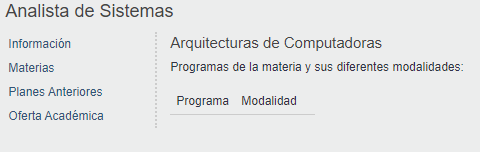 Analista de Sistemas
Información
Materias
Planes Anteriores
Oferta Académica
Arquitecturas de Computadoras
Programas de la materia y sus diferentes modalidades:
Programa Modalidad